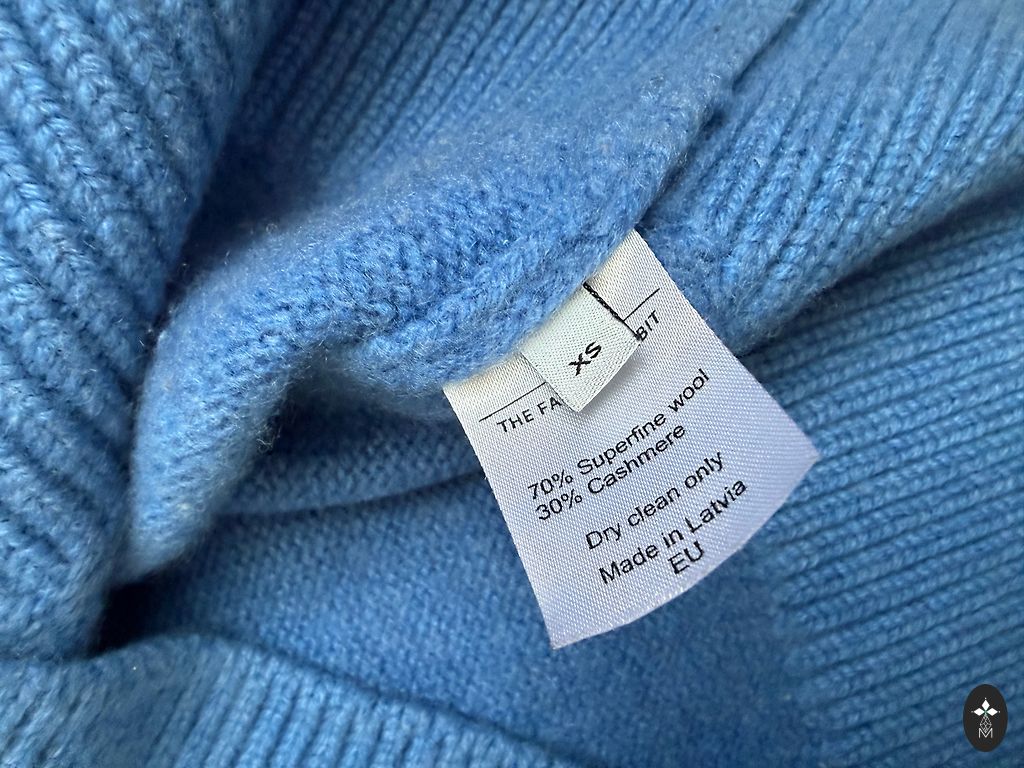 XS
THE FA
BIT
70% Superfine wool
30% Cashmere
Dry clean only
Made in Latvia
EU
M